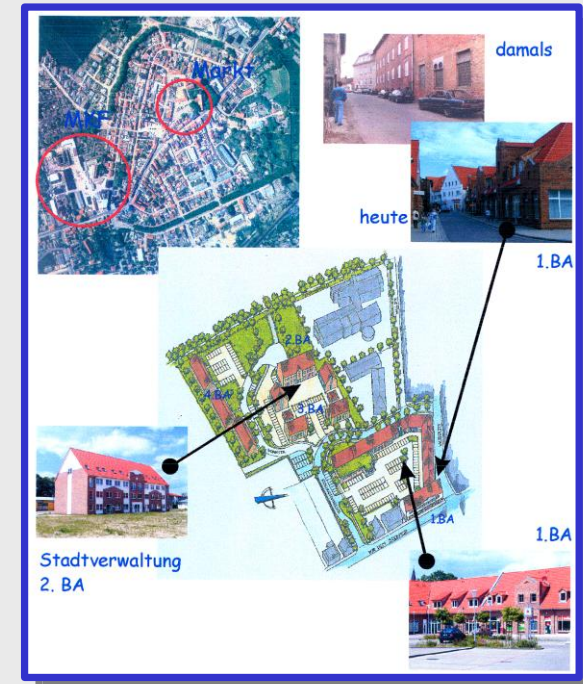 Markt
MKF
damals
heute
1.BA
2.BA
4.BA
3.BA
1.BA
Stadtverwaltung
2. BA
1.BA